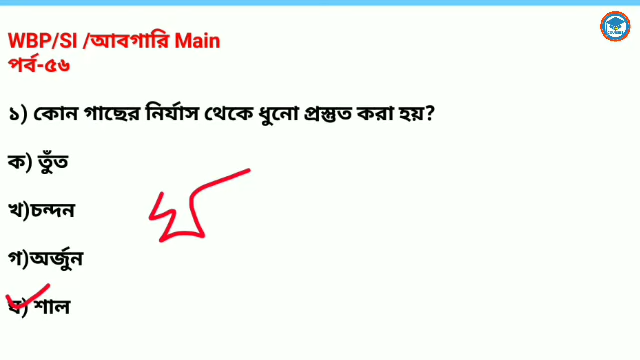 WBP/SI /আবগারি Main
পর্ব-৫৬
১) কোন গাছের নির্যাস থেকে ধুনো প্রস্তুত করা হয়?
ক) তুঁত
খ)চন্দন
ঘ
গ)অর্জুন
ঘ) শাল